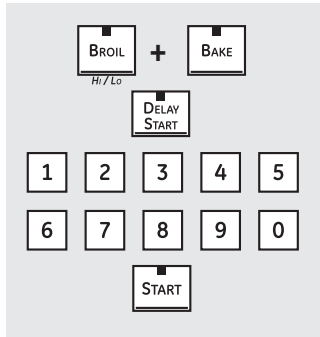 BROIL + BAKE
HI / LO
DELAY
START
1 2 3 4 5
6 7 8 9 0
START